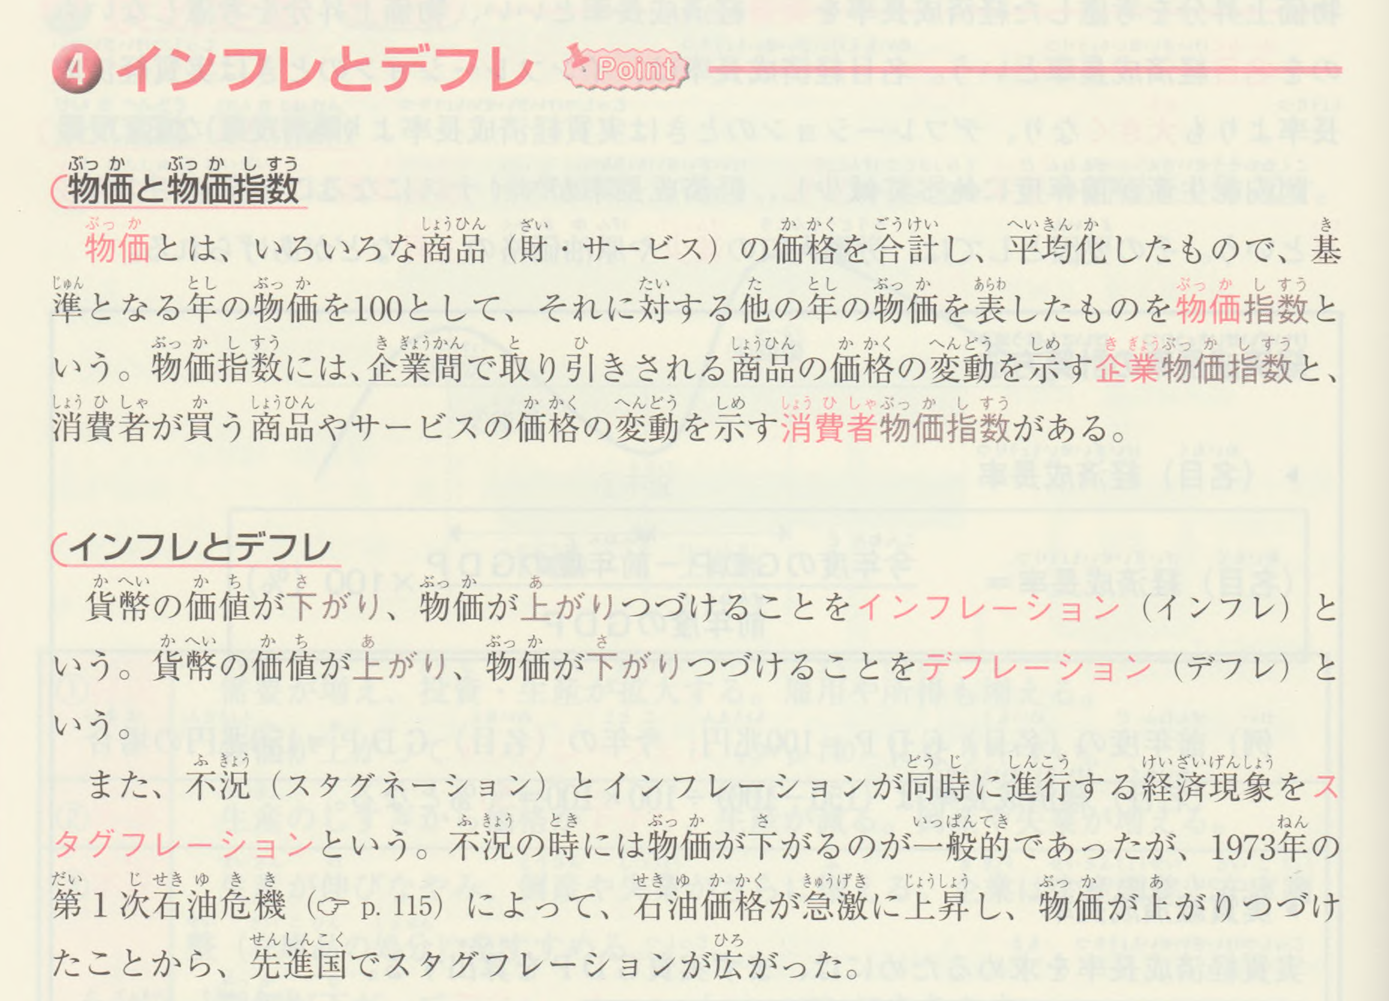 4 インフレとデフレ Point
物価と物価指数
物価とは、いろいろな商品（財・サービス）の価格を合計し、平均化したもので、基
準となる年の物価を100として、それに対する他の年の物価を表したものを物価指数と
いう。物価指数には、企業間で取り引きされる商品の価格の変動を示す企業物価指数と、
消費者が買う商品やサービスの価格の変動を示す消費者物価指数がある。
インフレとデフレ
貨幣の価値が下がり、物価が上がりつづけることをインフレーション（インフレ）と
いう。貨幣の価値が上がり、物価が下がりつづけることをデフレーション（デフレ）と
いう。
また、不況（スタグネーション）とインフレーションが同時に進行する経済現象をス
タグフレーションという。不況の時には物価が下がるのが一般的であったが、1973年の
第1次石油危機（☞ p. 115）によって、石油価格が急激に上昇し、物価が上がりつづけ
たことから、先進国でスタグフレーションが広がった。